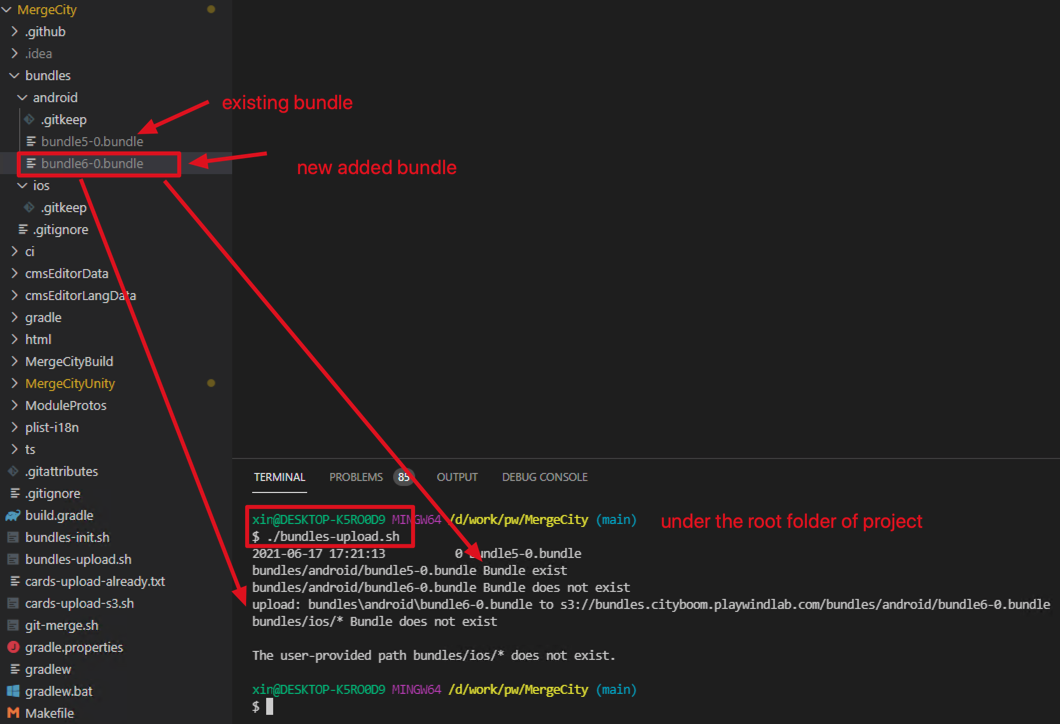 MergeCity
.github
.idea
bundles
android
existing bundle
.gitkeep
bundle5-0.bundle
bundle6-0.bundle
new added bundle
ios
.gitkeep
.gitignore
ci
cmsEditorData
cmsEditorLangData
gradle
html
MergeCityBuild
MergeCityUnity
ModuleProtos
plist-i18n
ts
.gitattributes
.gitignore
build.gradle
bundles-init.sh
bundles-upload.sh
cards-upload-already.txt
cards-upload-s3.sh
git-merge.sh
gradle.properties
gradlew
gradlew.bat
Makefile
TERMINAL PROBLEMS 85 OUTPUT DEBUG CONSOLE
xin@DESKTOP-K5RO0D9 MINGW64 /d/work/pw/MergeCity (main)
under the root folder of project
$ ./bundles-upload.sh
2021-06-17 17:21:13 0 bundle5-0.bundle
bundles/android/bundle5-0.bundle Bundle exist
bundles/android/bundle6-0.bundle Bundle does not exist
upload: bundles\android\bundle6-0.bundle to s3://bundles.cityboom.playwindlab.com/bundles/android/bundle6-0.bundle
bundles/ios/* Bundle does not exist
The user-provided path bundles/ios/* does not exist.
xin@DESKTOP-K5RO0D9 MINGW64 /d/work/pw/MergeCity (main)
$